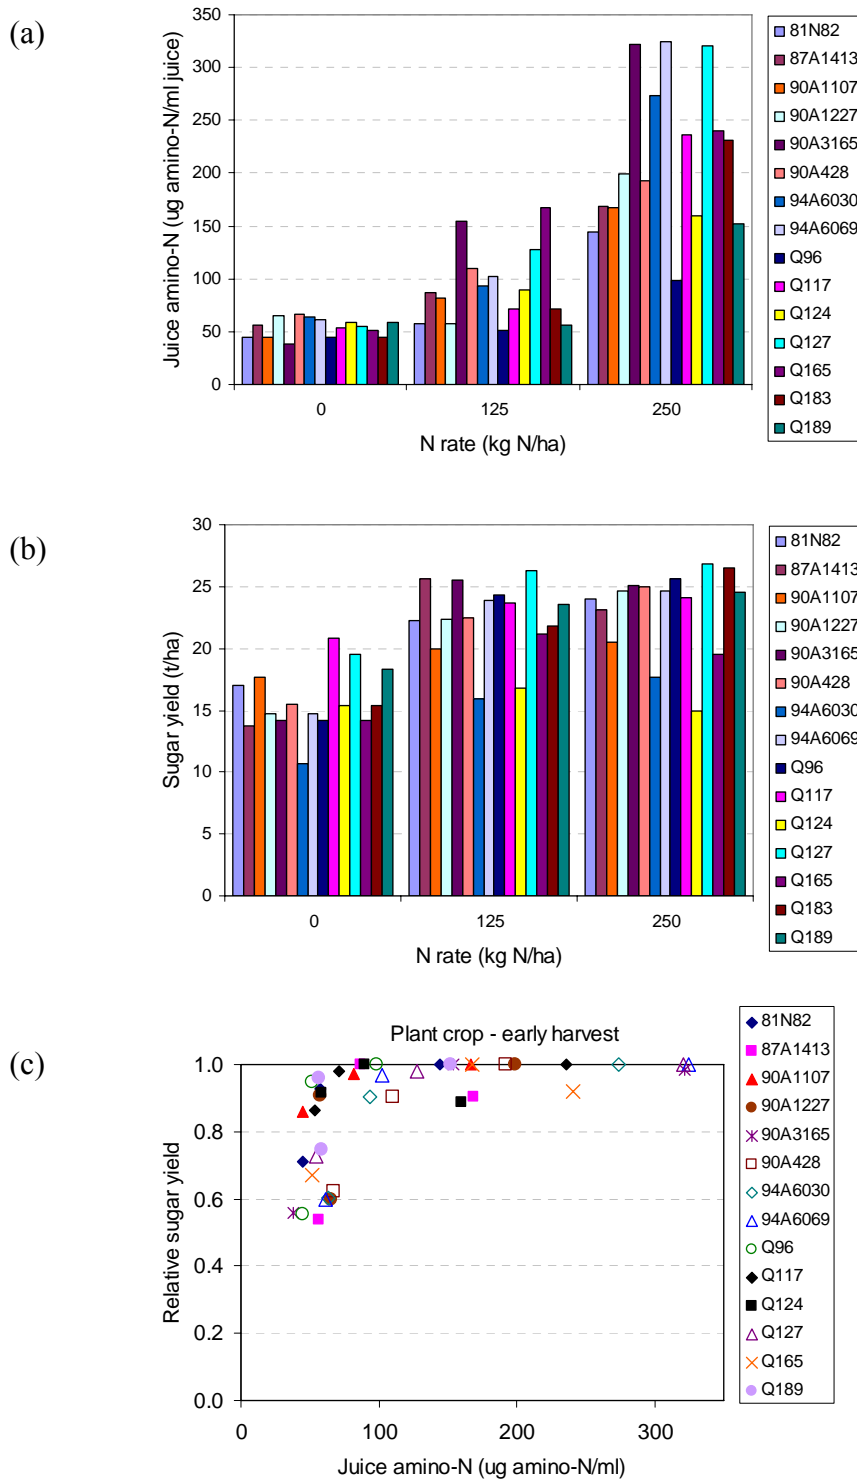 (a)
Juice amino-N (ug amino-N/ml juice)
350
300
250
200
150
100
50
0
0
125
250
N rate (kg N/ha)
81N82
87A1413
90A1107
90A1227
90A3165
90A428
94A6030
94A6069
Q96
Q117
Q124
Q127
Q165
Q183
Q189
(b)
Sugar yield (t/ha)
30
25
20
15
10
5
0
0
125
250
N rate (kg N/ha)
81N82
87A1413
90A1107
90A1227
90A3165
90A428
94A6030
94A6069
Q96
Q117
Q124
Q127
Q165
Q183
Q189
(c)
Plant crop - early harvest
Relative sugar yield
1.0
0.8
0.6
0.4
0.2
0.0
0
100
200
300
Juice amino-N (ug amino-N/ml)
81N82
87A1413
90A1107
90A1227
90A3165
90A428
94A6030
94A6069
Q96
Q117
Q124
Q127
Q165
Q189